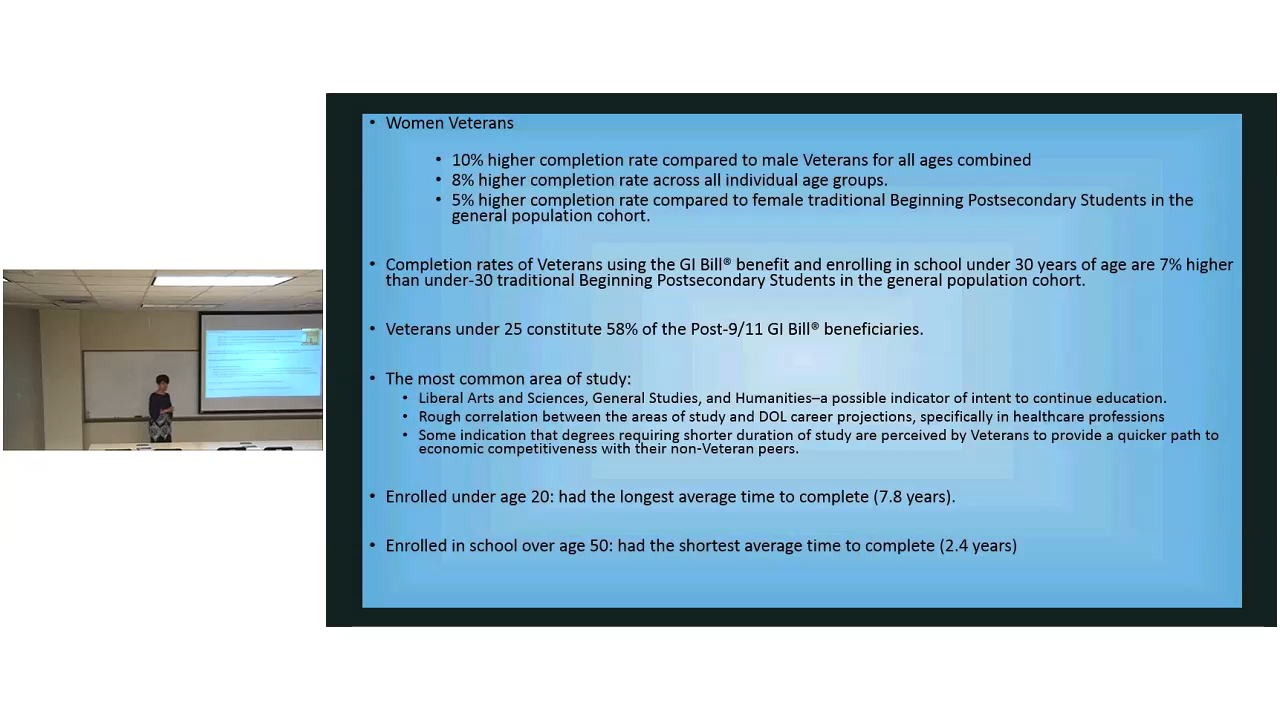 • Women Veterans
• 10% higher completion rate compared to male Veterans for all ages combined
• 8% higher completion rate across all individual age groups.
• 5% higher completion rate compared to female traditional Beginning Postsecondary Students in the
general population cohort.
• Completion rates of Veterans using the GI Bill® benefit and enrolling in school under 30 years of age are 7% higher
than under-30 traditional Beginning Postsecondary Students in the general population cohort.
• Veterans under 25 constitute 58% of the Post-9/11 GI Bill® beneficiaries.
• The most common area of study:
• Liberal Arts and Sciences, General Studies, and Humanities–a possible indicator of intent to continue education.
• Rough correlation between the areas of study and DOL career projections, specifically in healthcare professions
• Some indication that degrees requiring shorter duration of study are perceived by Veterans to provide a quicker path to
economic competitiveness with their non-Veteran peers.
• Enrolled under age 20: had the longest average time to complete (7.8 years).
• Enrolled in school over age 50: had the shortest average time to complete (2.4 years)